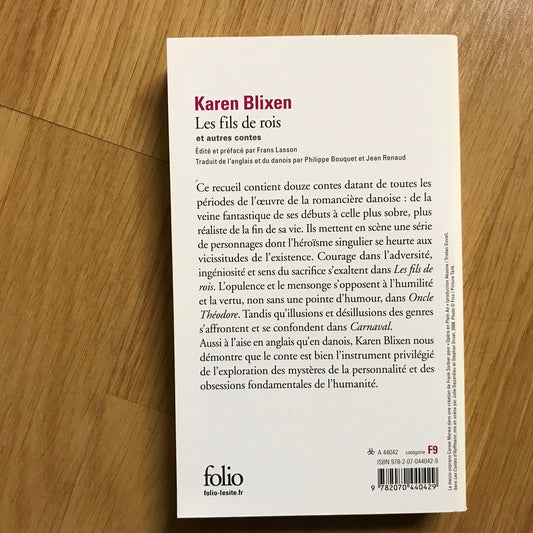 Karen Blixen
Les fils de rois
et autres contes
Édité et préfacé par Frans Lasson
Traduit de l'anglais et du danois par Philippe Bouquet et Jean Renaud
Ce recueil contient douze contes datant de toutes les
périodes de l'œuvre de la romancière danoise : de la
veine fantastique de ses débuts à celle plus sobre, plus
réaliste de la fin de sa vie. Ils mettent en scène une série
de personnages dont l'héroïsme singulier se heurte aux
vicissitudes de l'existence. Courage dans l'adversité,
ingéniosité et sens du sacrifice s'exaltent dans Les fils de
rois. L'opulence et le mensonge s'opposent à l'humilité
et la vertu, non sans une pointe d'humour, dans Oncle
Théodore. Tandis qu'illusions et désillusions des genres
s'affrontent et se confondent dans Carnaval.
Aussi à l'aise en anglais qu'en danois, Karen Blixen nous
démontre que le conte est bien l'instrument privilégié
de l'exploration des mystères de la personnalité et des
obsessions fondamentales de l'humanité.
A 44042 catégorie F9
ISBN 978-2-07-044042-9
9 782070 440429
folio
folio-lesite.fr